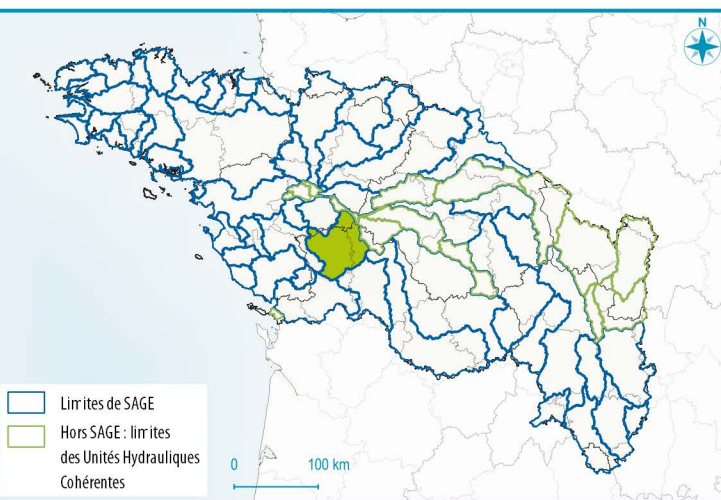 N
Limites de SAGE
Hors SAGE : limites
des Unités Hydrauliques
Cohérentes
0 100 km